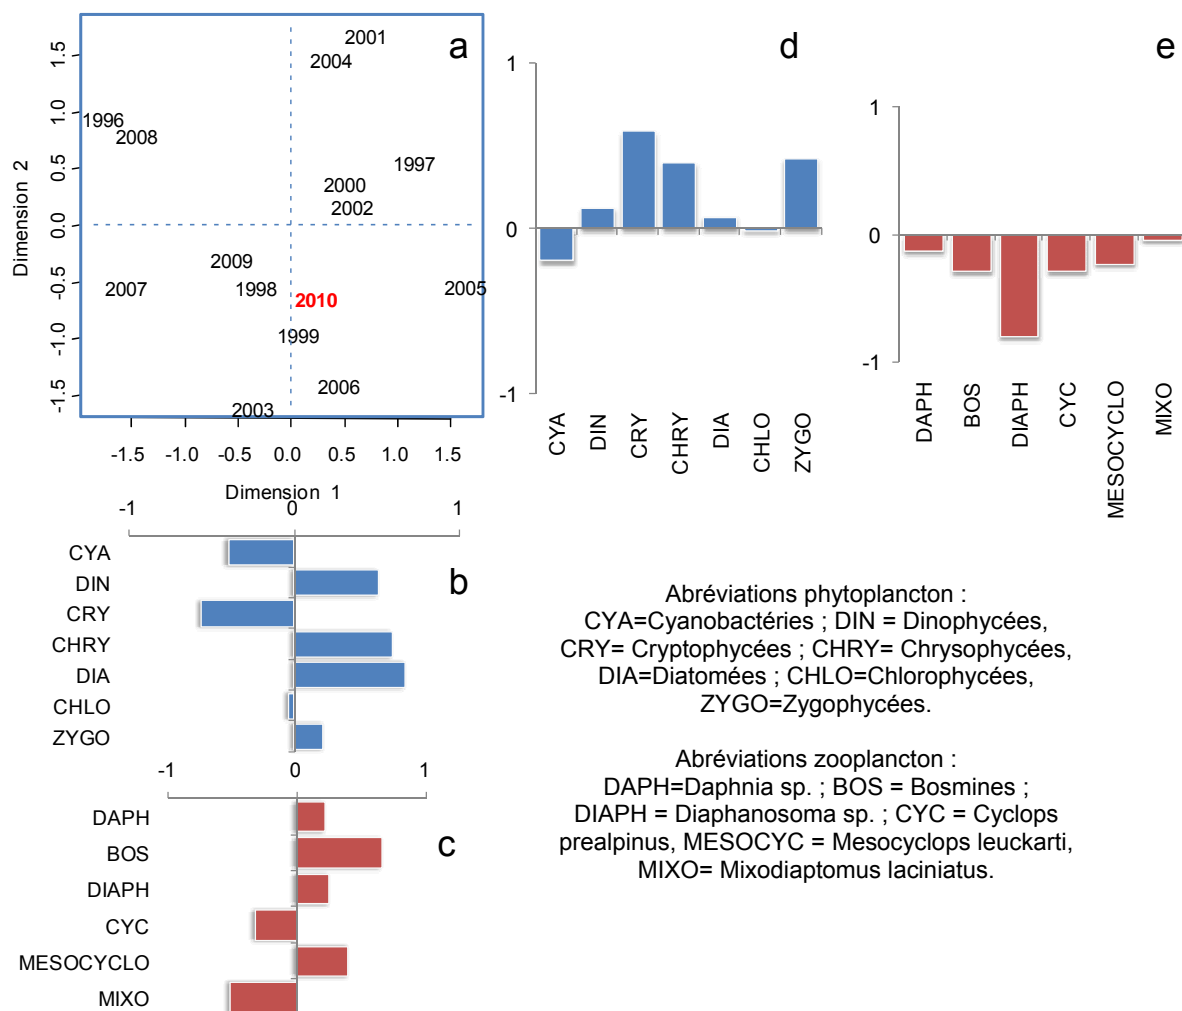 a
Dimension 2
1.5
1.0
0.5
0.0
-0.5
-1.0
-1.5
2001
2004
1996
2008
1997
2000
2002
2009
2007
1998
2010
2005
1999
2006
2003
-1.5 -1.0 -0.5 0.0 0.5 1.0 1.5
Dimension 1
d
1
0
-1
CYA
DIN
CRY
CHRY
DIA
CHLO
ZYGO
e
1
0
-1
DAPH
BOS
DIAPH
CYC
MESOCYCLO
MIXO
-1 0 1
b
CYA
DIN
CRY
CHRY
DIA
CHLO
ZYGO
-1 0 1
c
DAPH
BOS
DIAPH
CYC
MESOCYCLO
MIXO
Abréviations phytoplancton :
CYA=Cyanobactéries ; DIN = Dinophycées,
CRY= Cryptophycées ; CHRY= Chrysophycées,
DIA=Diatomées ; CHLO=Chlorophycées,
ZYGO=Zygophycées.
Abréviations zooplancton :
DAPH=Daphnia sp. ; BOS = Bosmines ;
DIAPH = Diaphanosoma sp. ; CYC = Cyclops
prealpinus, MESOCYC = Mesocyclops leuckarti,
MIXO= Mixodiaptomus laciniatus.